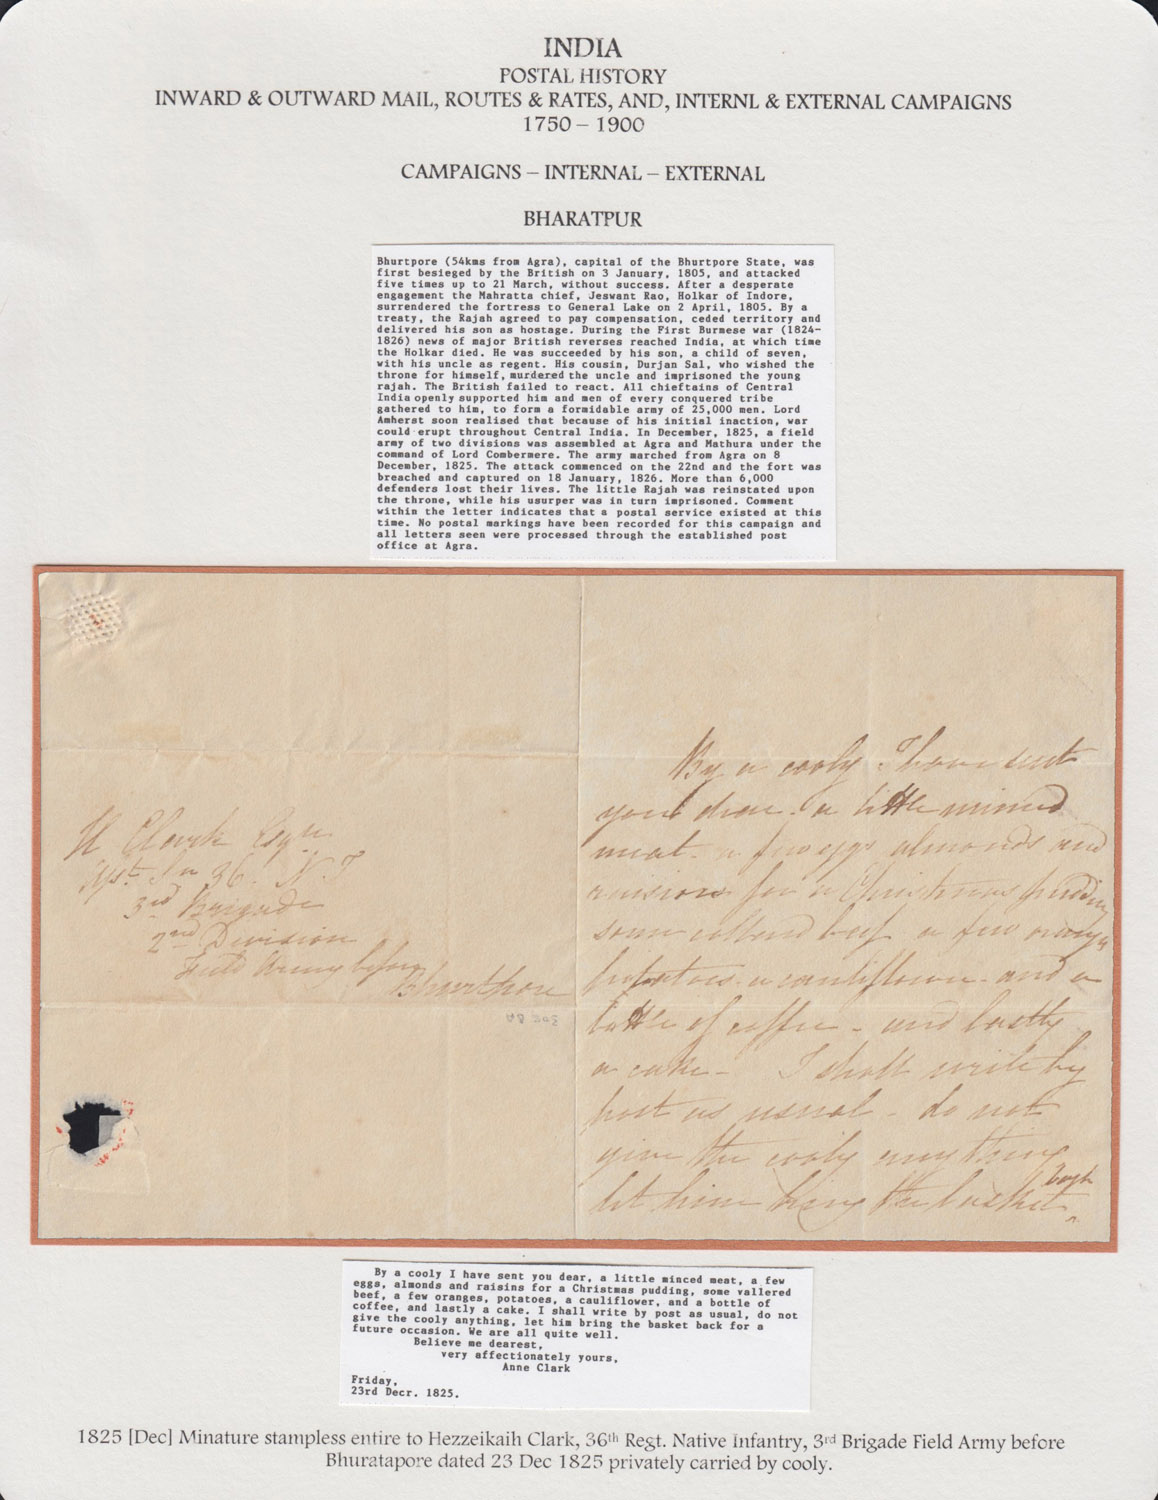 INDIA
POSTAL HISTORY
INWARD & OUTWARD MAIL, ROUTES & RATES, AND, INTERNL & EXTERNAL CAMPAIGNS
1750 – 1900
CAMPAIGNS – INTERNAL – EXTERNAL
BHARATPUR
Bhurtpore (54kms from Agra), capital of the Bhurtpore State, was
first besieged by the British on 3 January, 1805, and attacked
five times up to 21 March, without success. After a desperate
engagement the Mahratta chief, Jeswant Rao, Holkar of Indore,
surrendered the fortress to General Lake on 2 April, 1805. By a
treaty, the Rajah agreed to pay compensation, ceded territory and
delivered his son as hostage. During the First Burmese war (1824-
1826) news of major British reverses reached India, at which time
the Holkar died. He was succeeded by his son, a child of seven,
with his uncle as regent. His cousin, Durjan Sal, who wished the
throne for himself, murdered the uncle and imprisoned the young
rajah. The British failed to react. All chieftains of Central
India openly supported him and men of every conquered tribe
gathered to him, to form a formidable army of 25,000 men. Lord
Amherst soon realised that because of his initial inaction, war
could erupt throughout Central India. In December, 1825, a field
army of two divisions was assembled at Agra and Mathura under the
command of Lord Combermere. The army marched from Agra on 8
December, 1825. The attack commenced on the 22nd and the fort was
breached and captured on 18 January, 1826. More than 6,000
defenders lost their lives. The little Rajah was reinstated upon
the throne, while his usurper was in turn imprisoned. Comment
within the letter indicates that a postal service existed at this
time. No postal markings have been recorded for this campaign and
all letters seen were processed through the established post
office at Agra.
H Clark Esqre
36 N. I
3rd Brigade
2nd Division
Field Army before
Bhurtpore
By a cooly I have sent
you dear a little minced
meat a few eggs almonds and
raisins for a Christmas pudding
some beef a few oranges
potatoes a cauliflower and a
bottle of coffee - and lastly
a cake - I shall write by
post as usual - do not
give the cooly anything
let him bring the basket back
By a cooly I have sent you dear, a little minced meat, a few
eggs, almonds and raisins for a Christmas pudding, some vallered
beef, a few oranges, potatoes, a cauliflower, and a bottle of
coffee, and lastly a cake. I shall write by post as usual, do not
give the cooly anything, let him bring the basket back for a
future occasion. We are all quite well.
Believe me dearest,
very affectionately yours,
Anne Clark
Friday,
23rd Decr. 1825.
1825 [Dec] Minature stampless entire to Hezzeikaih Clark, 36th Regt. Native Infantry, 3rd Brigade Field Army before
Bhuratapore dated 23 Dec 1825 privately carried by cooly.